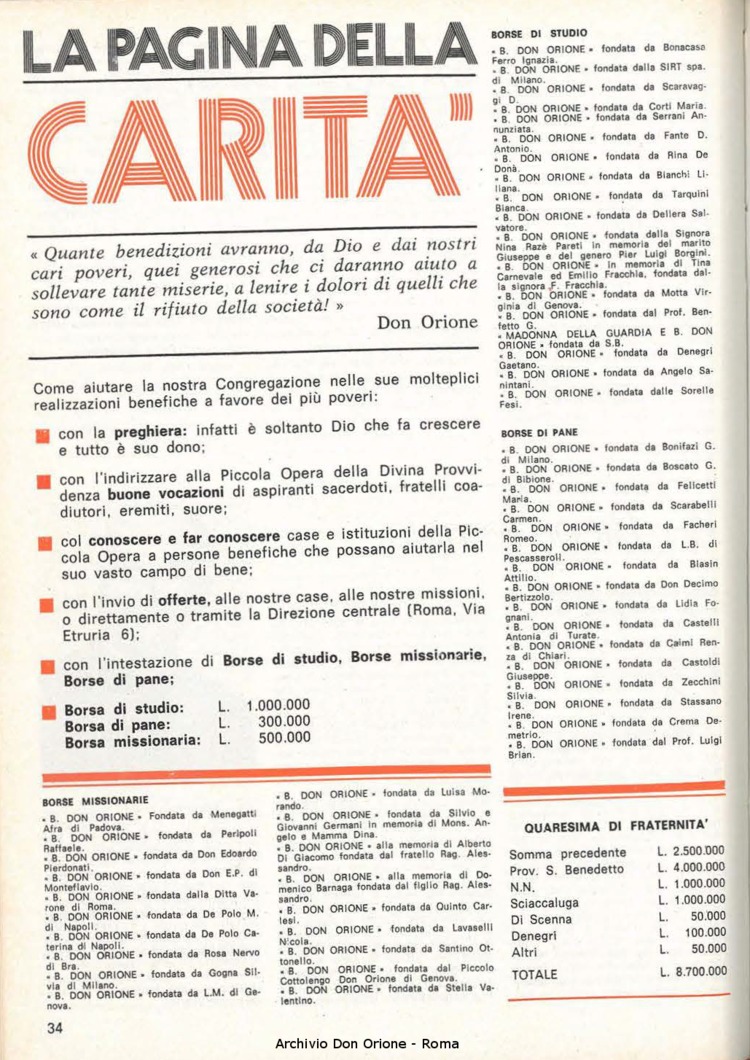 LA PAGINA DELLA
CARITA'
« Quante benedizioni avranno, da Dio e dai nostri
cari poveri, quei generosi che ci daranno aiuto a
sollevare tante miserie, a lenire i dolori di quelli che
sono come il rifiuto della società! »
Don Orione
Come aiutare la nostra Congregazione nelle sue molteplici
realizzazioni benefiche a favore dei più poveri:
con la preghiera: infatti è soltanto Dio che fa crescere
e tutto è suo dono;
con l'indirizzare alla Piccola Opera della Divina Provvi-
denza buone vocazioni di aspiranti sacerdoti, fratelli coa-
diutori, eremiti, suore;
col conoscere e far conoscere case e istituzioni della Pic-
cola Opera a persone benefiche che possano aiutarla nel
suo vasto campo di bene;
con l'invio di offerte, alle nostre case, alle nostre missioni,
o direttamente o tramite la Direzione centrale (Roma, Via
Etruria 6);
con l'intestazione di Borse di studio, Borse missionarie,
Borse di pane;
Borsa di studio: L. 1.000.000
Borsa di pane: L. 300.000
Borsa missionaria: L. 500.000
BORSE MISSIONARIE
« B. DON ORIONE » Fondata da Menegatti
Afra di Padova.
« B. DON ORIONE » fondata da Peripoli
Raffaele.
« B. DON ORIONE » fondata da Don Edoardo
Pierdonati.
« B. DON ORIONE » fondata da Don E.P. di
Monteflavio.
« B. DON ORIONE » fondata dalla Ditta Va-
rone di Roma.
« B. DON ORIONE » fondata da De Polo M.
di Napoli.
« B. DON ORIONE » fondata da De Polo Ca-
terina di Napoli.
« B. DON ORIONE » fondata da Rosa Nervo
di Bra.
« B. DON ORIONE » fondata da Gogna Sil-
via di Milano.
« B. DON ORIONE » fondata da L.M. di Ge-
nova.
« B. DON ORIONE » fondata da Luisa Mo-
rando.
« B. DON ORIONE » fondata da Silvio e
Giovanni Germani in memoria di Mons. An-
gelo e Mamma Dina.
« B. DON ORIONE » alla memoria di Alberto
Di Giacomo fondata dal fratello Rag. Ales-
sandro.
« B. DON ORIONE » alla memoria di Do-
menico Barnaga fondata dal figlio Rag. Ales-
sandro.
« B. DON ORIONE » fondata da Quinto Car-
lesi.
« B. DON ORIONE » fondata da Lavaselli
Nicola.
« B. DON ORIONE » fondata da Santino Ot-
tonello.
« B. DON ORIONE » fondata dal Piccolo
Cottolengo Don Orione di Genova.
« B. DON ORIONE » fondata da Stella Va-
lentino.
BORSE DI STUDIO
« B. DON ORIONE » fondata da Bonacasa
Ferro Ignazia.
« B. DON ORIONE » fondata dalla SIRT spa.
di Milano.
« B. DON ORIONE » fondata da Scaravag-
gi D.
« B. DON ORIONE » fondata da Corti Maria.
« B. DON ORIONE » fondata da Serrani An-
nunziata.
« B. DON ORIONE » fondata da Fante D.
Antonio.
« B. DON ORIONE » fondata da Rina De
Donà.
« B. DON ORIONE » fondata da Bianchi Li-
liana.
« B. DON ORIONE » fondata da Tarquini
Bianca.
« B. DON ORIONE » fondata da Dellera Sal-
vatore.
« B. DON ORIONE » fondata dalla Signora
Nina Razè Pareti in memoria del marito
Giuseppe e del genero Pier Luigi Borgini.
« B. DON ORIONE » in memoria di Tina
Carnevale ed Emilio Fracchia, fondata dal-
la signora F. Fracchia.
« B. DON ORIONE » fondata da Motta Vir-
ginia di Genova.
« B. DON ORIONE » fondata dal Prof. Ben-
fetto G.
« MADONNA DELLA GUARDIA E B. DON
ORIONE » fondata da S.B.
« B. DON ORIONE » fondata da Denegri
Gaetano.
« B. DON ORIONE » fondata da Angelo Sa-
nintani.
« B. DON ORIONE » fondata dalle Sorelle
Fesi.
BORSE DI PANE
« B. DON ORIONE » fondata da Bonifazi G.
di Milano.
« B. DON ORIONE » fondata da Boscato G.
di Bibione.
« B. DON ORIONE » fondata da Felicetti
Maria.
« B. DON ORIONE » fondata da Scarabelli
Carmen.
« B. DON ORIONE » fondata da Facheri
Romeo.
« B. DON ORIONE » fondata da L.B. di
Pescasseroli.
« B. DON ORIONE » fondata da Blasin
Attilio.
« B. DON ORIONE » fondata da Don Decimo
Bertizzolo.
« B. DON ORIONE » fondata da Lidia Fo-
gnani.
« B. DON ORIONE » fondata da Castelli
Antonia di Turate.
« B. DON ORIONE » fondata da Caimi Ren-
za di Chiari.
« B. DON ORIONE » fondata da Castoldi
Giuseppe.
« B. DON ORIONE » fondata da Zecchini
Silvia.
« B. DON ORIONE » fondata da Stassano
Irene.
« B. DON ORIONE » fondata da Crema De-
metrio.
« B. DON ORIONE » fondata dal Prof. Luigi
Brian.
QUARESIMA DI FRATERNITA'
Somma precedente L. 2.500.000
Prov. S. Benedetto L. 4.000.000
N.N. L. 1.000.000
Sciaccaluga L. 1.000.000
Di Scenna L. 50.000
Denegri L. 100.000
Altri L. 50.000
TOTALE L. 8.700.000
34
Archivio Don Orione - Roma